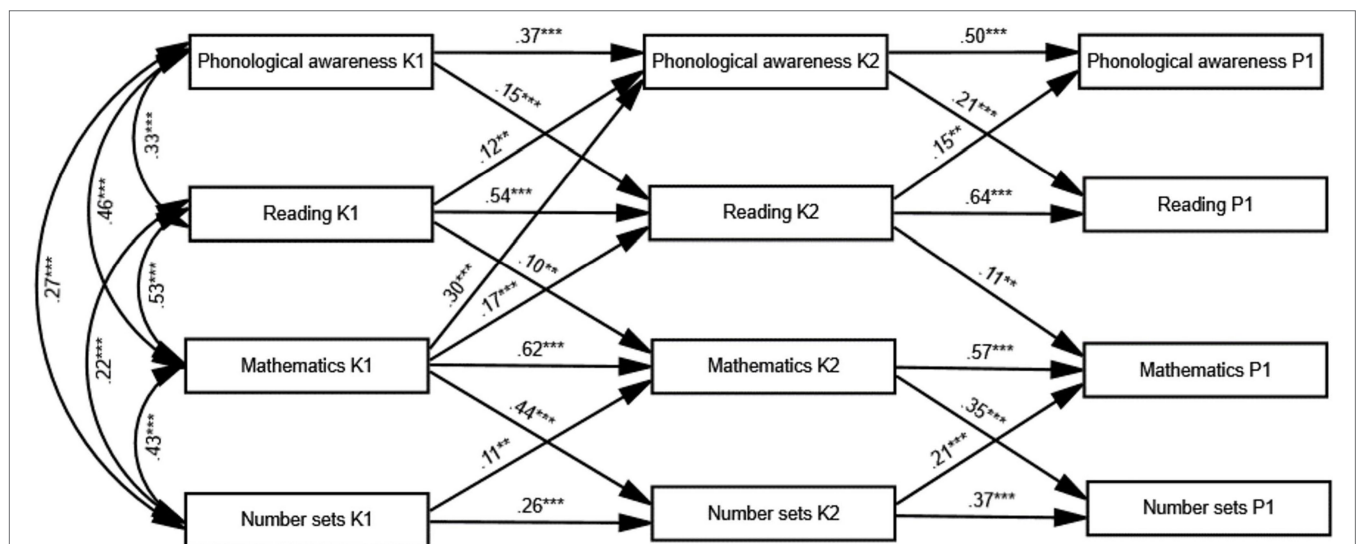 .37***
.50***
Phonological awareness K1
Phonological awareness K2
Phonological awareness P1
.15***
.21***
.33***
.12**
.15**
.46***
Reading K1
.54***
Reading K2
.64***
Reading P1
.27***
.53***
.30***
.17***
.10**
.11**
.22***
Mathematics K1
.62***
Mathematics K2
.57***
Mathematics P1
.43***
.44***
.11**
.35***
.21***
Number sets K1
.26***
Number sets K2
.37***
Number sets P1